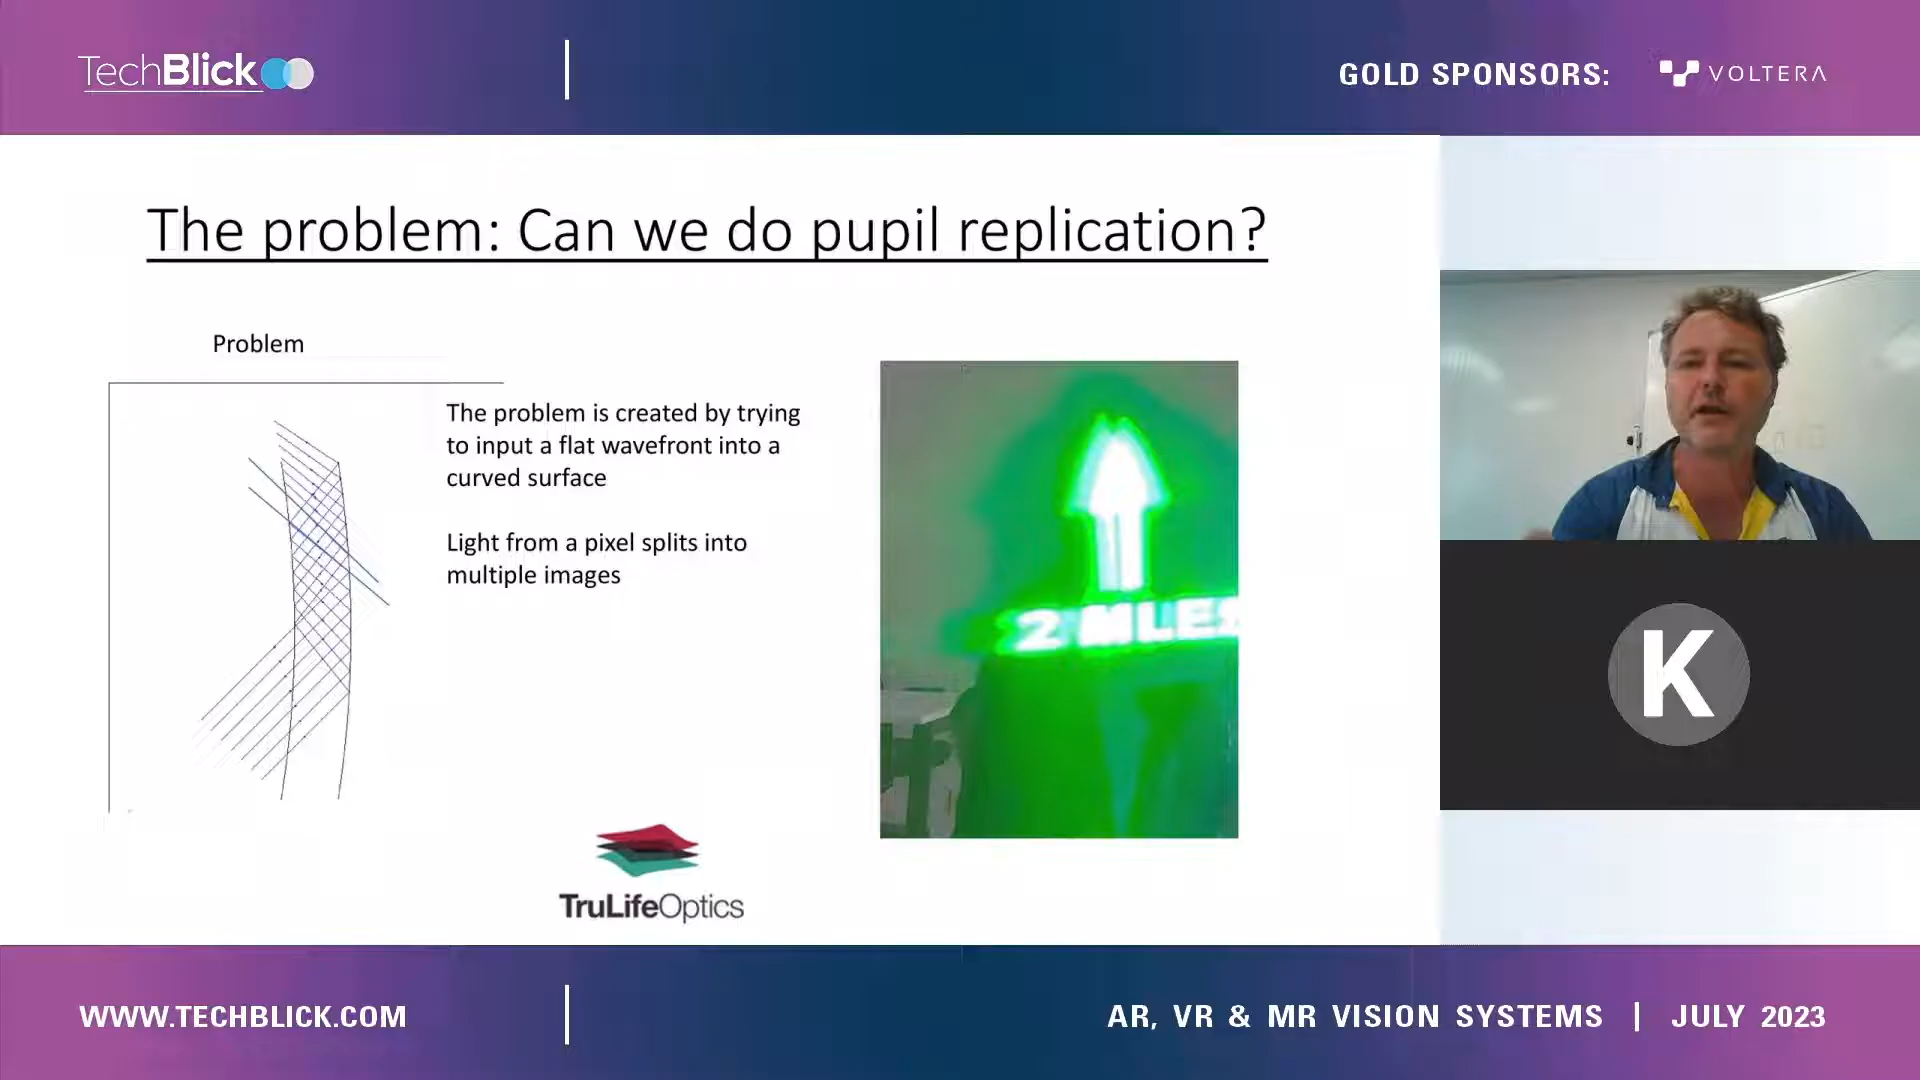 TechBlick
GOLD SPONSORS:
VOLTERA
The problem: Can we do pupil replication?
Problem
The problem is created by trying
to input a flat wavefront into a
curved surface
Light from a pixel splits into
multiple images
2 MLES
K
TruLifeOptics
WWW.TECHBLICK.COM
AR, VR & MR VISION SYSTEMS | JULY 2023